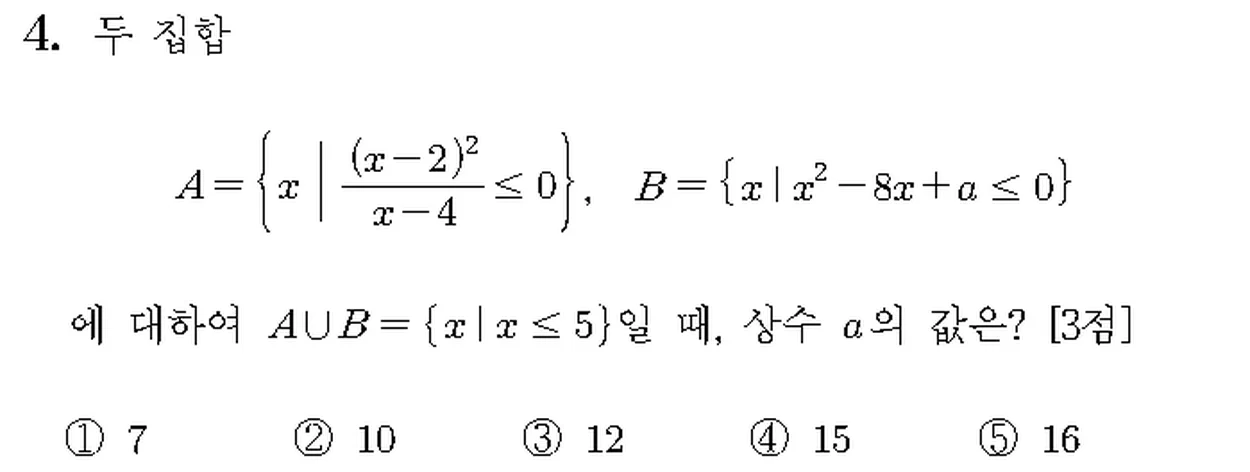 4. 두 집합
A = { x | (x-2)² / (x-4) ≤ 0 }, B = {x | x² - 8x + a ≤ 0}
에 대하여 A∪B = {x | x ≤ 5}일 때, 상수 a의 값은? [3점]
① 7 ② 10 ③ 12 ④ 15 ⑤ 16